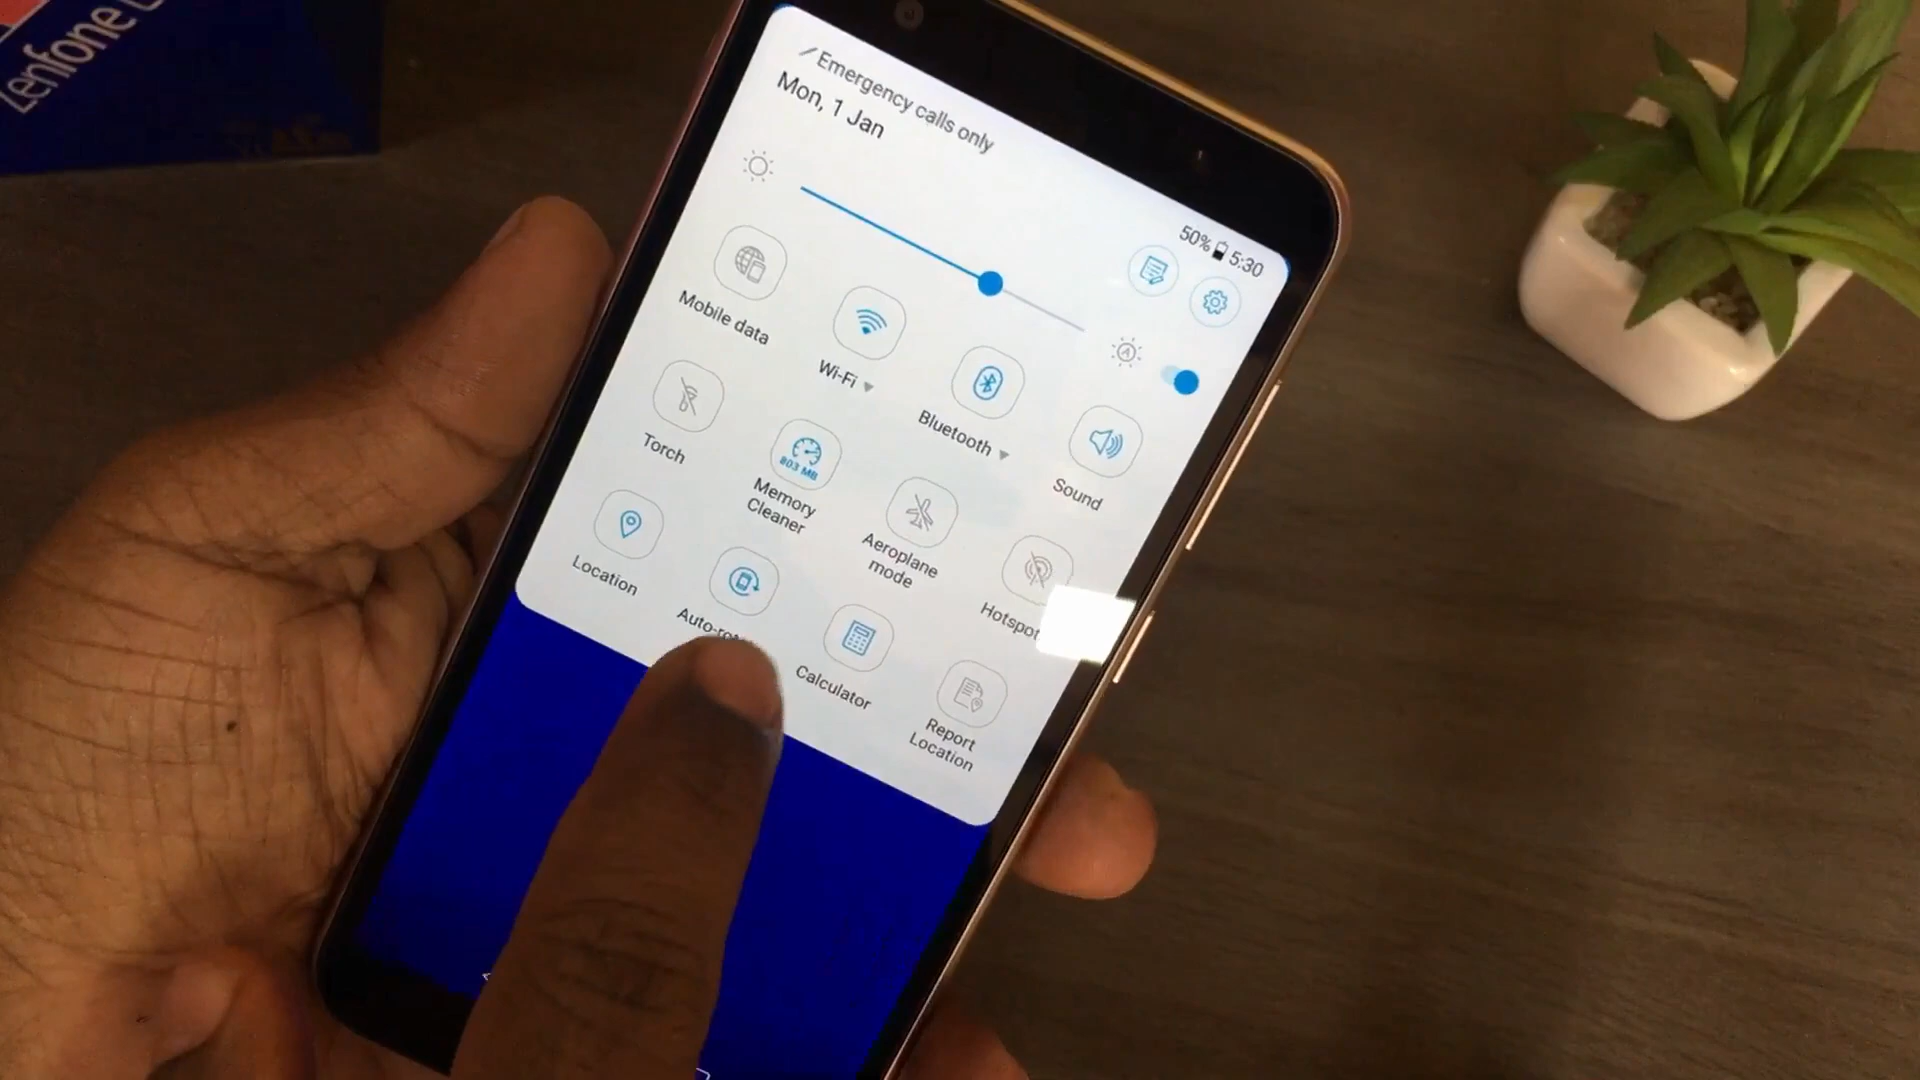 Zenfone
Emergency calls only
Mon, 1 Jan
50% 5:30
A
Mobile data
Wi-Fi
Bluetooth
Sound
Torch
803 MB
Memory
Cleaner
Aeroplane
mode
Hotspot
Location
Calculator
Report
Location